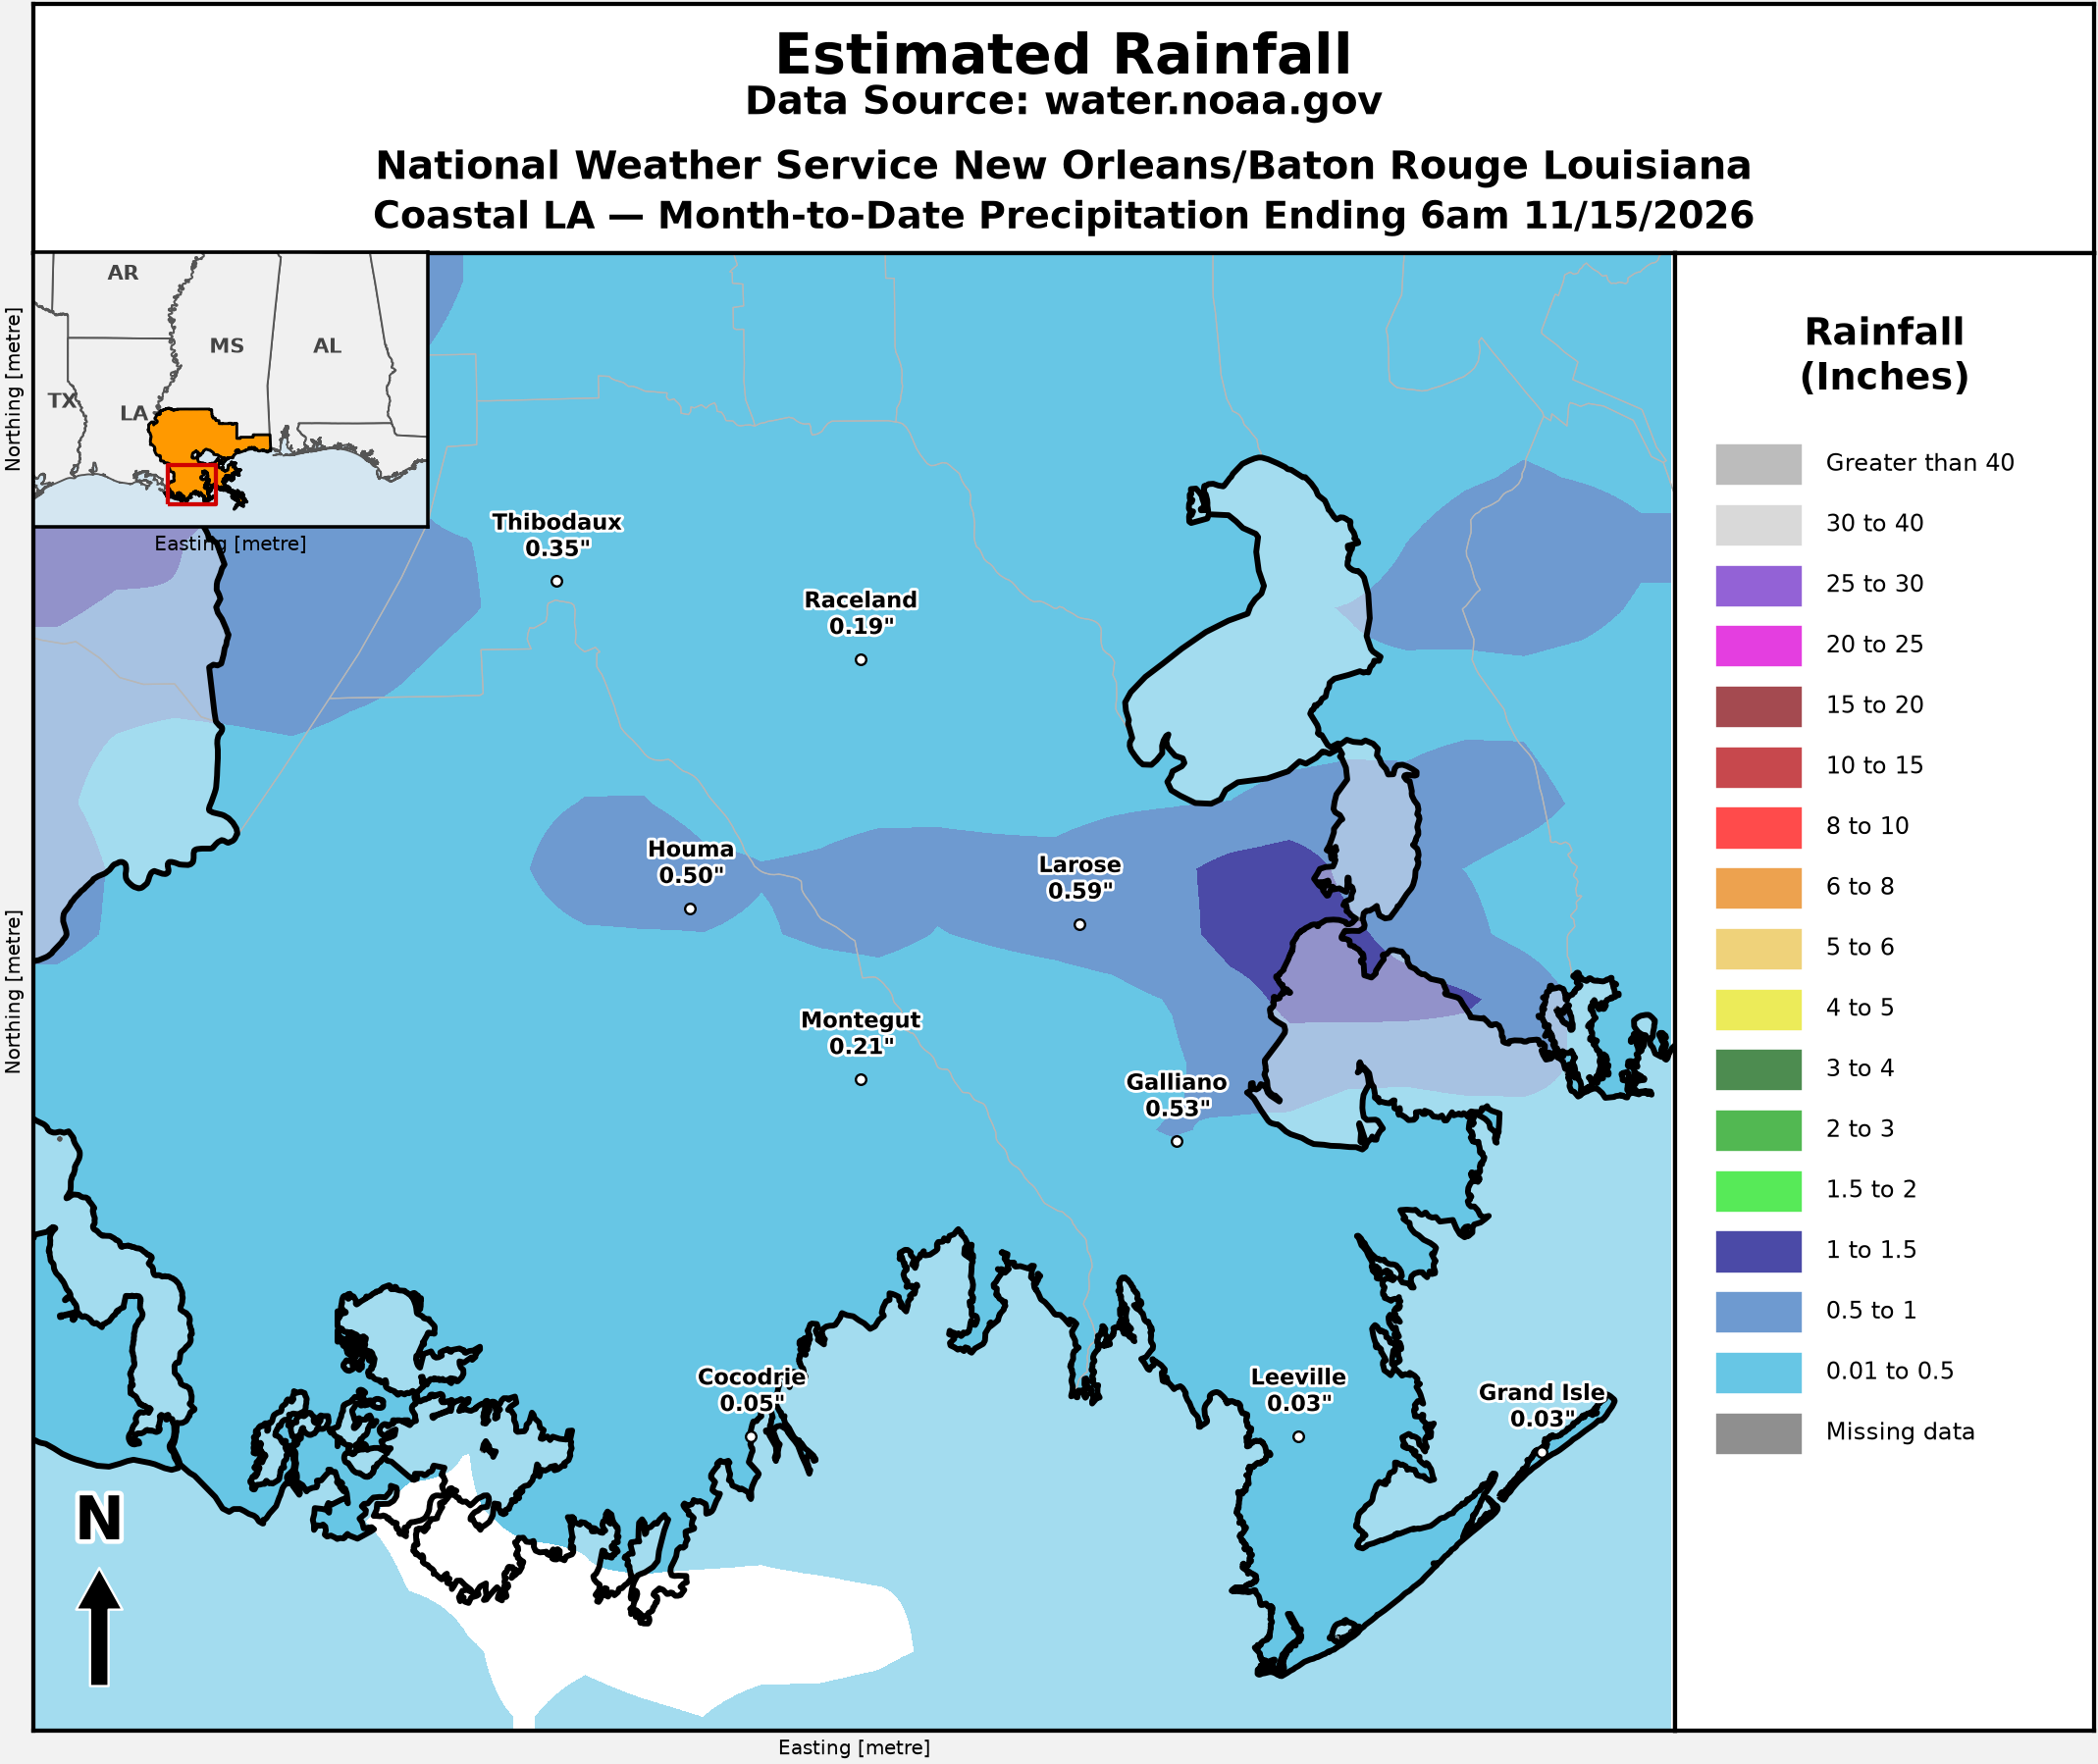 Estimated Rainfall
Data Source: water.noaa.gov
National Weather Service New Orleans/Baton Rouge Louisiana
Coastal LA — Month-to-Date Precipitation Ending 6am 11/15/2026
Northing [metre]
AR
MS
AL
TX
LA
Easting [metre]
Thibodaux
0.35"
Raceland
0.19"
Houma
0.50"
Larose
0.59"
Northing [metre]
Montegut
0.21"
Galliano
0.53"
Cocodrie
0.05"
Leeville
0.03"
Grand Isle
0.03"
N
Easting [metre]
Rainfall
(Inches)
Greater than 40
30 to 40
25 to 30
20 to 25
15 to 20
10 to 15
8 to 10
6 to 8
5 to 6
4 to 5
3 to 4
2 to 3
1.5 to 2
1 to 1.5
0.5 to 1
0.01 to 0.5
Missing data